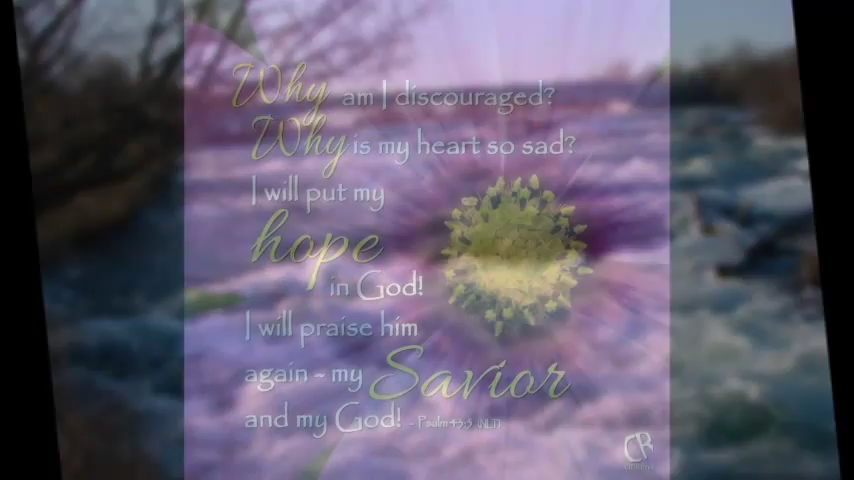 Why am I discouraged?
Why is my heart so sad?
I will put my
hope
in God!
I will praise him
again - my Savior
and my God! - Psalm 43:5 (NLT)
CR